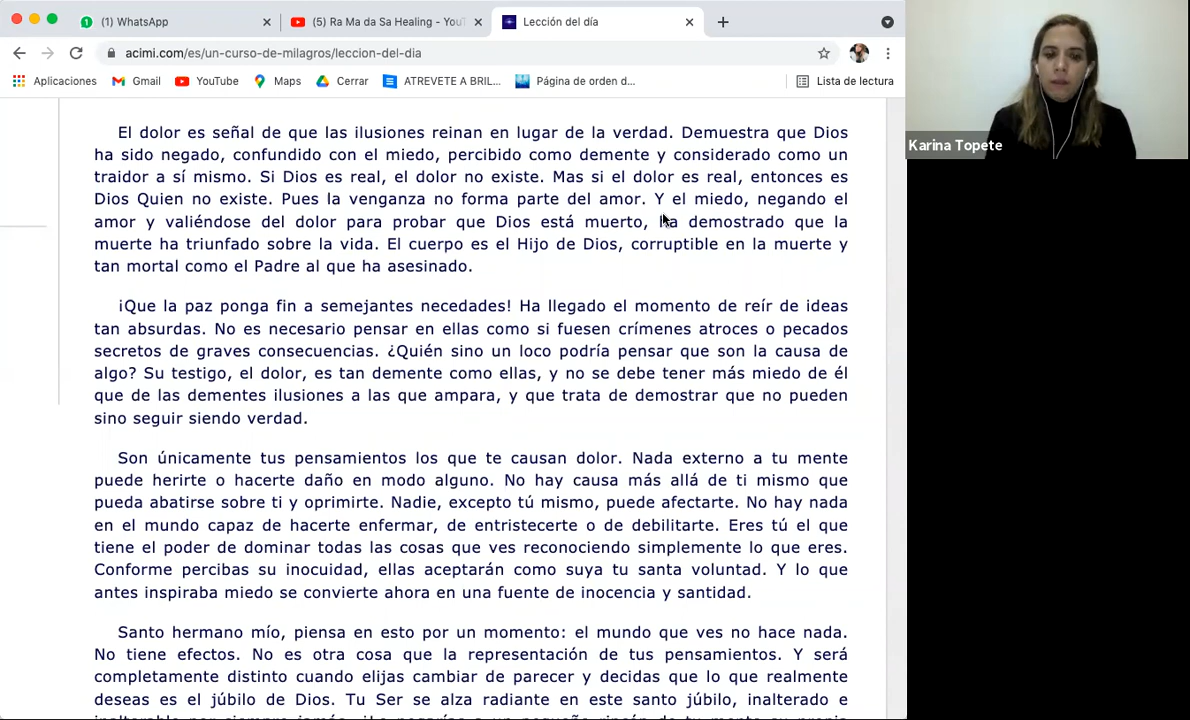 (1) WhatsApp
(5) Ra Ma da Sa Healing - YouT
Lección del día
acimi.com/es/un-curso-de-milagros/leccion-del-dia
Aplicaciones
Gmail
YouTube
Maps
Cerrar
ATREVETE A BRIL...
Página de orden d...
Lista de lectura
Karina Topete
El dolor es señal de que las ilusiones reinan en lugar de la verdad. Demuestra que Dios
ha sido negado, confundido con el miedo, percibido como demente y considerado como un
traidor a sí mismo. Si Dios es real, el dolor no existe. Mas si el dolor es real, entonces es
Dios Quien no existe. Pues la venganza no forma parte del amor. Y el miedo, negando el
amor y valiéndose del dolor para probar que Dios está muerto, ha demostrado que la
muerte ha triunfado sobre la vida. El cuerpo es el Hijo de Dios, corruptible en la muerte y
tan mortal como el Padre al que ha asesinado.
¡Que la paz ponga fin a semejantes necedades! Ha llegado el momento de reír de ideas
tan absurdas. No es necesario pensar en ellas como si fuesen crímenes atroces o pecados
secretos de graves consecuencias. ¿Quién sino un loco podría pensar que son la causa de
algo? Su testigo, el dolor, es tan demente como ellas, y no se debe tener más miedo de él
que de las dementes ilusiones a las que ampara, y que trata de demostrar que no pueden
sino seguir siendo verdad.
Son únicamente tus pensamientos los que te causan dolor. Nada externo a tu mente
puede herirte o hacerte daño en modo alguno. No hay causa más allá de ti mismo que
pueda abatirse sobre ti y oprimirte. Nadie, excepto tú mismo, puede afectarte. No hay nada
en el mundo capaz de hacerte enfermar, de entristecerte o de debilitarte. Eres tú el que
tiene el poder de dominar todas las cosas que ves reconociendo simplemente lo que eres.
Conforme percibas su inocuidad, ellas aceptarán como suya tu santa voluntad. Y lo que
antes inspiraba miedo se convierte ahora en una fuente de inocencia y santidad.
Santo hermano mío, piensa en esto por un momento: el mundo que ves no hace nada.
No tiene efectos. No es otra cosa que la representación de tus pensamientos. Y será
completamente distinto cuando elijas cambiar de parecer y decidas que lo que realmente
deseas es el júbilo de Dios. Tu Ser se alza radiante en este santo júbilo, inalterado e